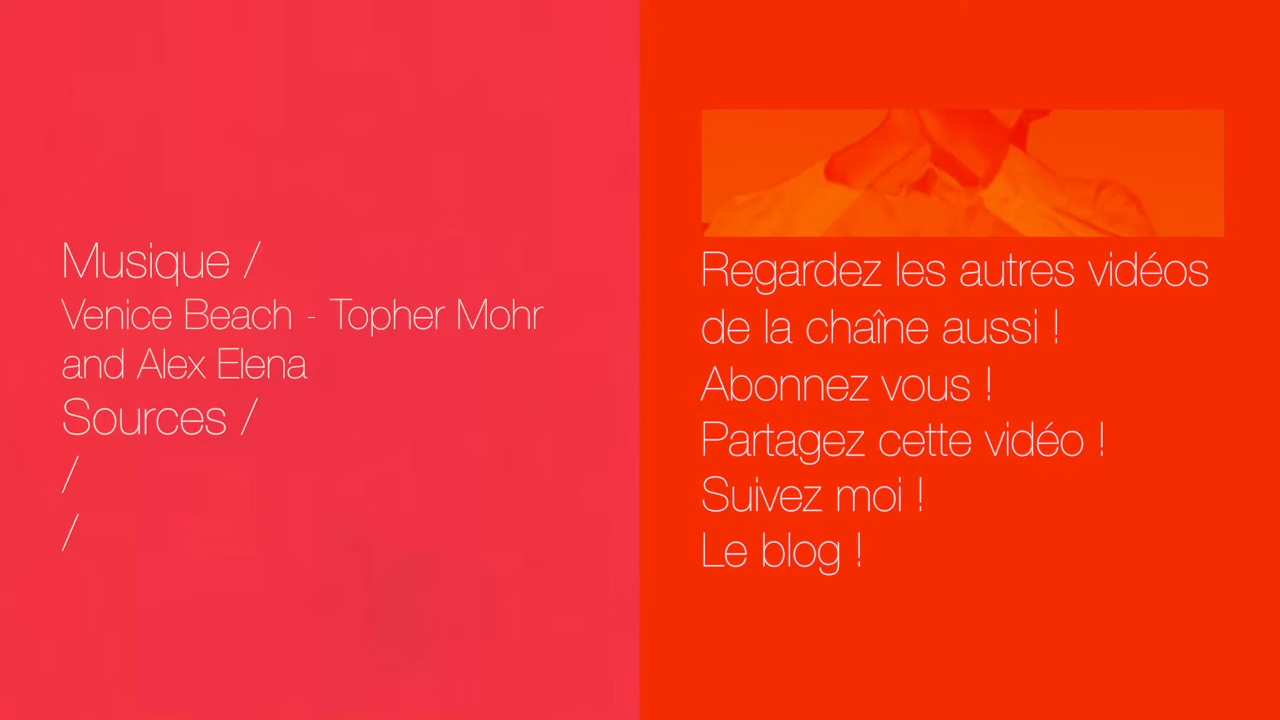 Musique /
Venice Beach - Topher Mohr
and Alex Elena
Sources /
/
/
Regardez les autres vidéos
de la chaîne aussi !
Abonnez vous !
Partagez cette vidéo !
Suivez moi !
Le blog !